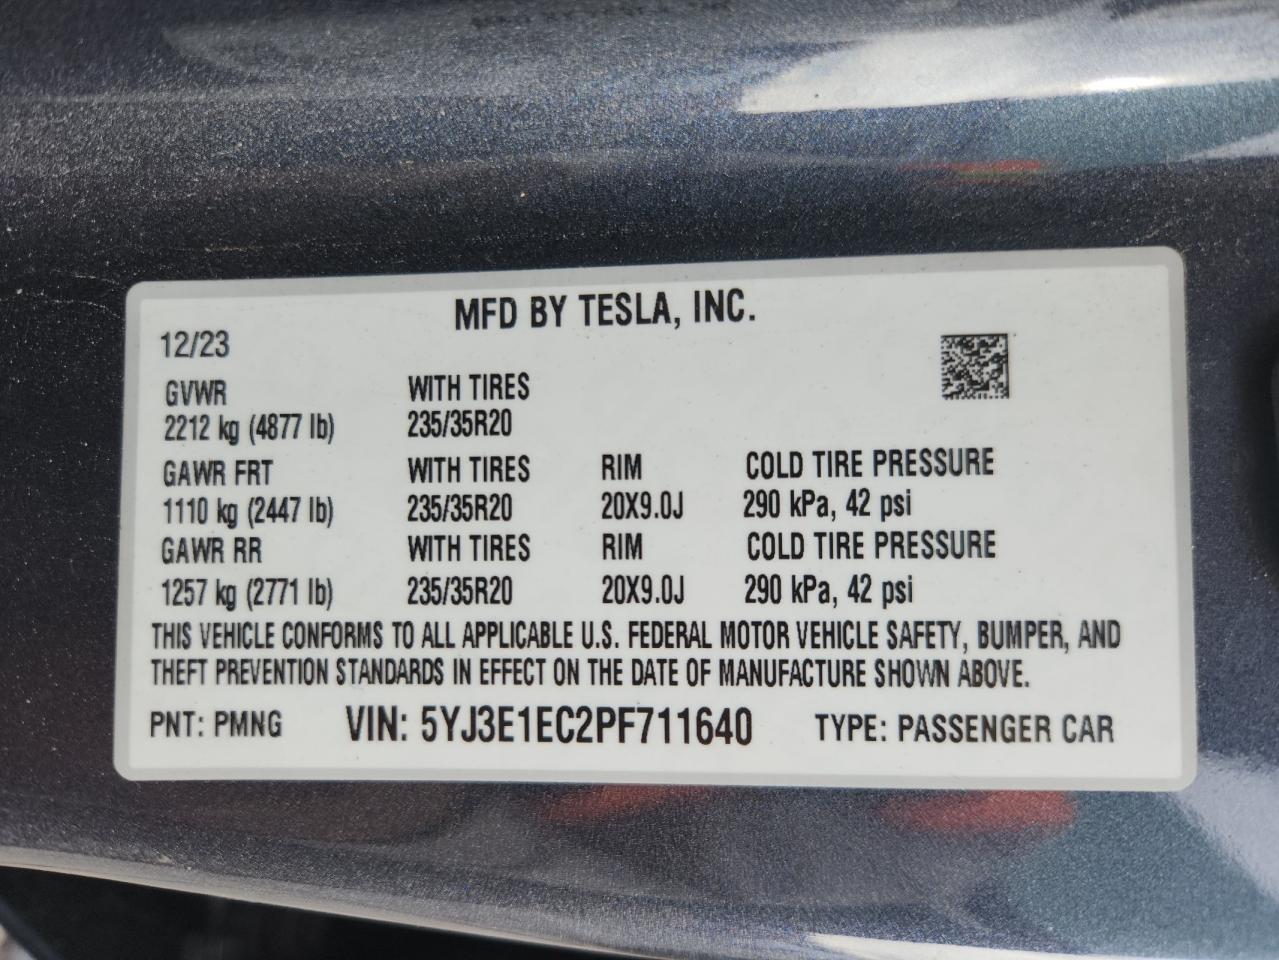 MFD BY TESLA, INC.
12/23
GVWR WITH TIRES
2212 kg (4877 lb) 235/35R20
GAWR FRT WITH TIRES RIM COLD TIRE PRESSURE
1110 kg (2447 lb) 235/35R20 20X9.0J 290 kPa, 42 psi
GAWR RR WITH TIRES RIM COLD TIRE PRESSURE
1257 kg (2771 lb) 235/35R20 20X9.0J 290 kPa, 42 psi
THIS VEHICLE CONFORMS TO ALL APPLICABLE U.S. FEDERAL MOTOR VEHICLE SAFETY, BUMPER, AND
THEFT PREVENTION STANDARDS IN EFFECT ON THE DATE OF MANUFACTURE SHOWN ABOVE.
PNT: PMNG VIN: 5YJ3E1EC2PF711640 TYPE: PASSENGER CAR